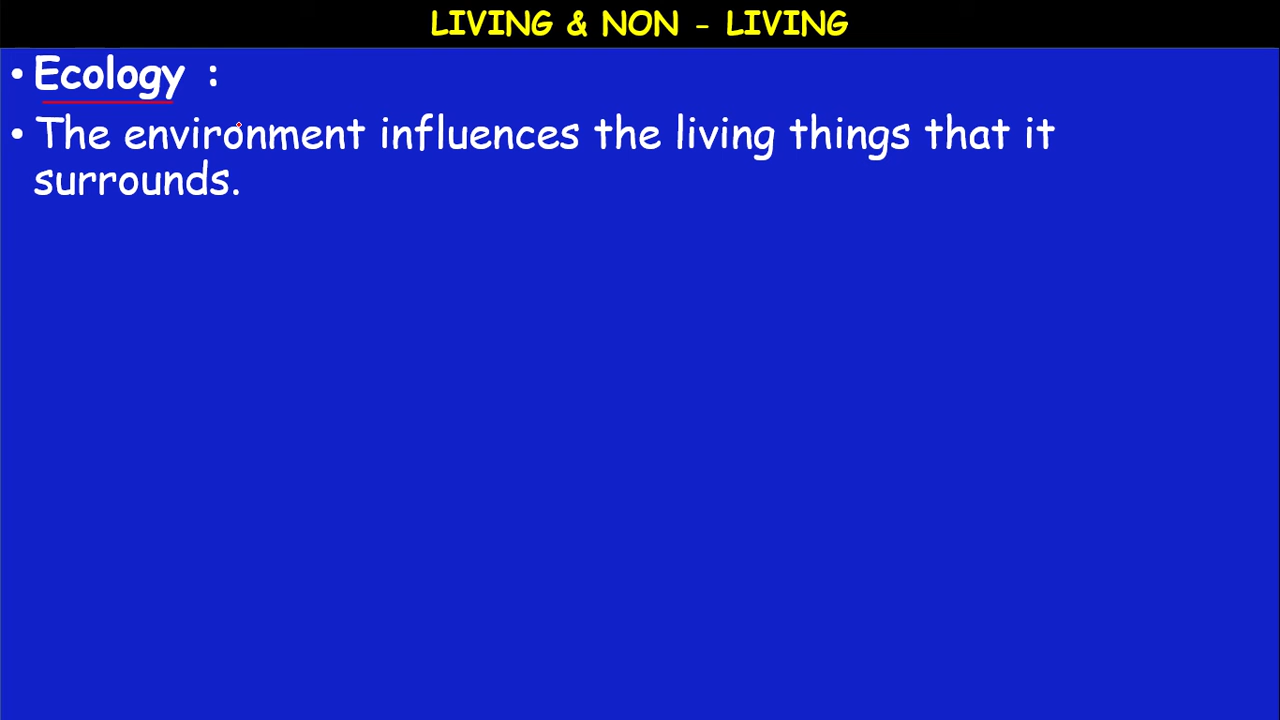 LIVING & NON - LIVING
• Ecology :
• The environment influences the living things that it
surrounds.